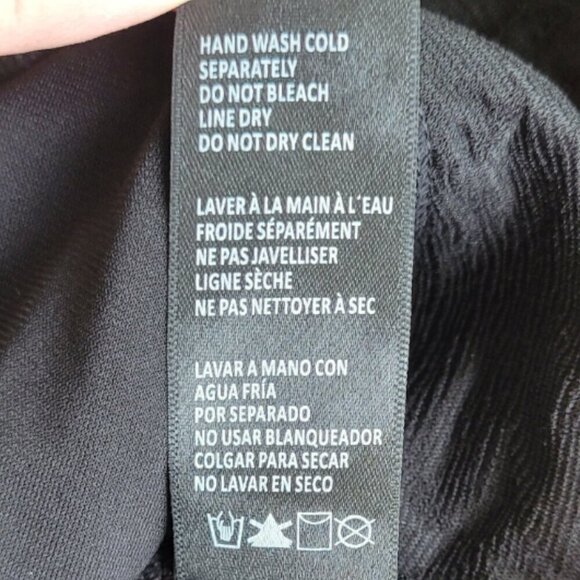 HAND WASH COLD
SEPARATELY
DO NOT BLEACH
LINE DRY
DO NOT DRY CLEAN
LAVER À LA MAIN À L'EAU
FROIDE SÉPARÉMENT
NE PAS JAVELLISER
LIGNE SÈCHE
NE PAS NETTOYER À SEC
LAVAR A MANO CON
AGUA FRÍA
POR SEPARADO
NO USAR BLANQUEADOR
COLGAR PARA SECAR
NO LAVAR EN SECO